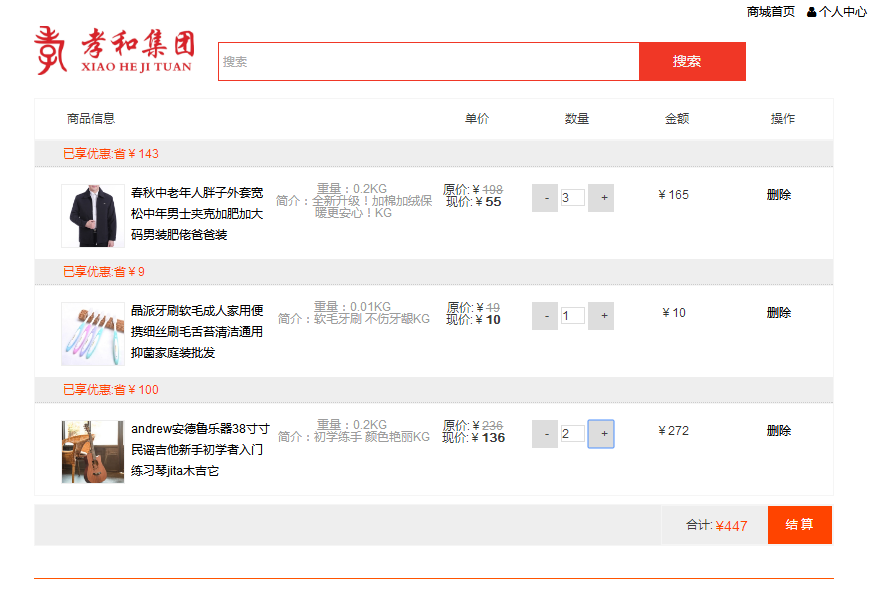 商城首页 个人中心
孝和集团
XIAO HE JI TUAN
搜索 搜索
商品信息 单价 数量 金额 操作
已享优惠:省￥143
春秋中老年人胖子外套宽
松中年男士夹克加肥加大
码男装肥佬爸爸装
重量：0.2KG
简介：全新升级！加棉加绒保
暖更安心！KG
原价:￥198
现价:￥55
- 3 +
￥165
删除
已享优惠:省￥9
晶派牙刷软毛成人家用便
携细丝刷毛舌苔清洁通用
抑菌家庭装批发
重量：0.01KG
简介：软毛牙刷 不伤牙龈KG
原价:￥19
现价:￥10
- 1 +
￥10
删除
已享优惠:省￥100
andrew安德鲁乐器38寸寸
民谣吉他新手初学者入门
练习琴jita木吉它
重量：0.2KG
简介：初学练手 颜色艳丽KG
原价:￥236
现价:￥136
- 2 +
￥272
删除
合计:￥447 结 算